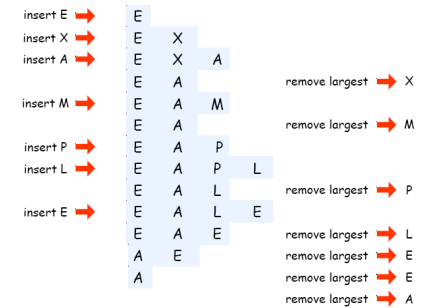 insert E E
insert X E X
insert A E X A
E A remove largest X
insert M E A M
E A remove largest M
insert P E A P
insert L E A P L
E A L remove largest P
insert E E A L E
E A E remove largest L
A E remove largest E
A remove largest E
remove largest A